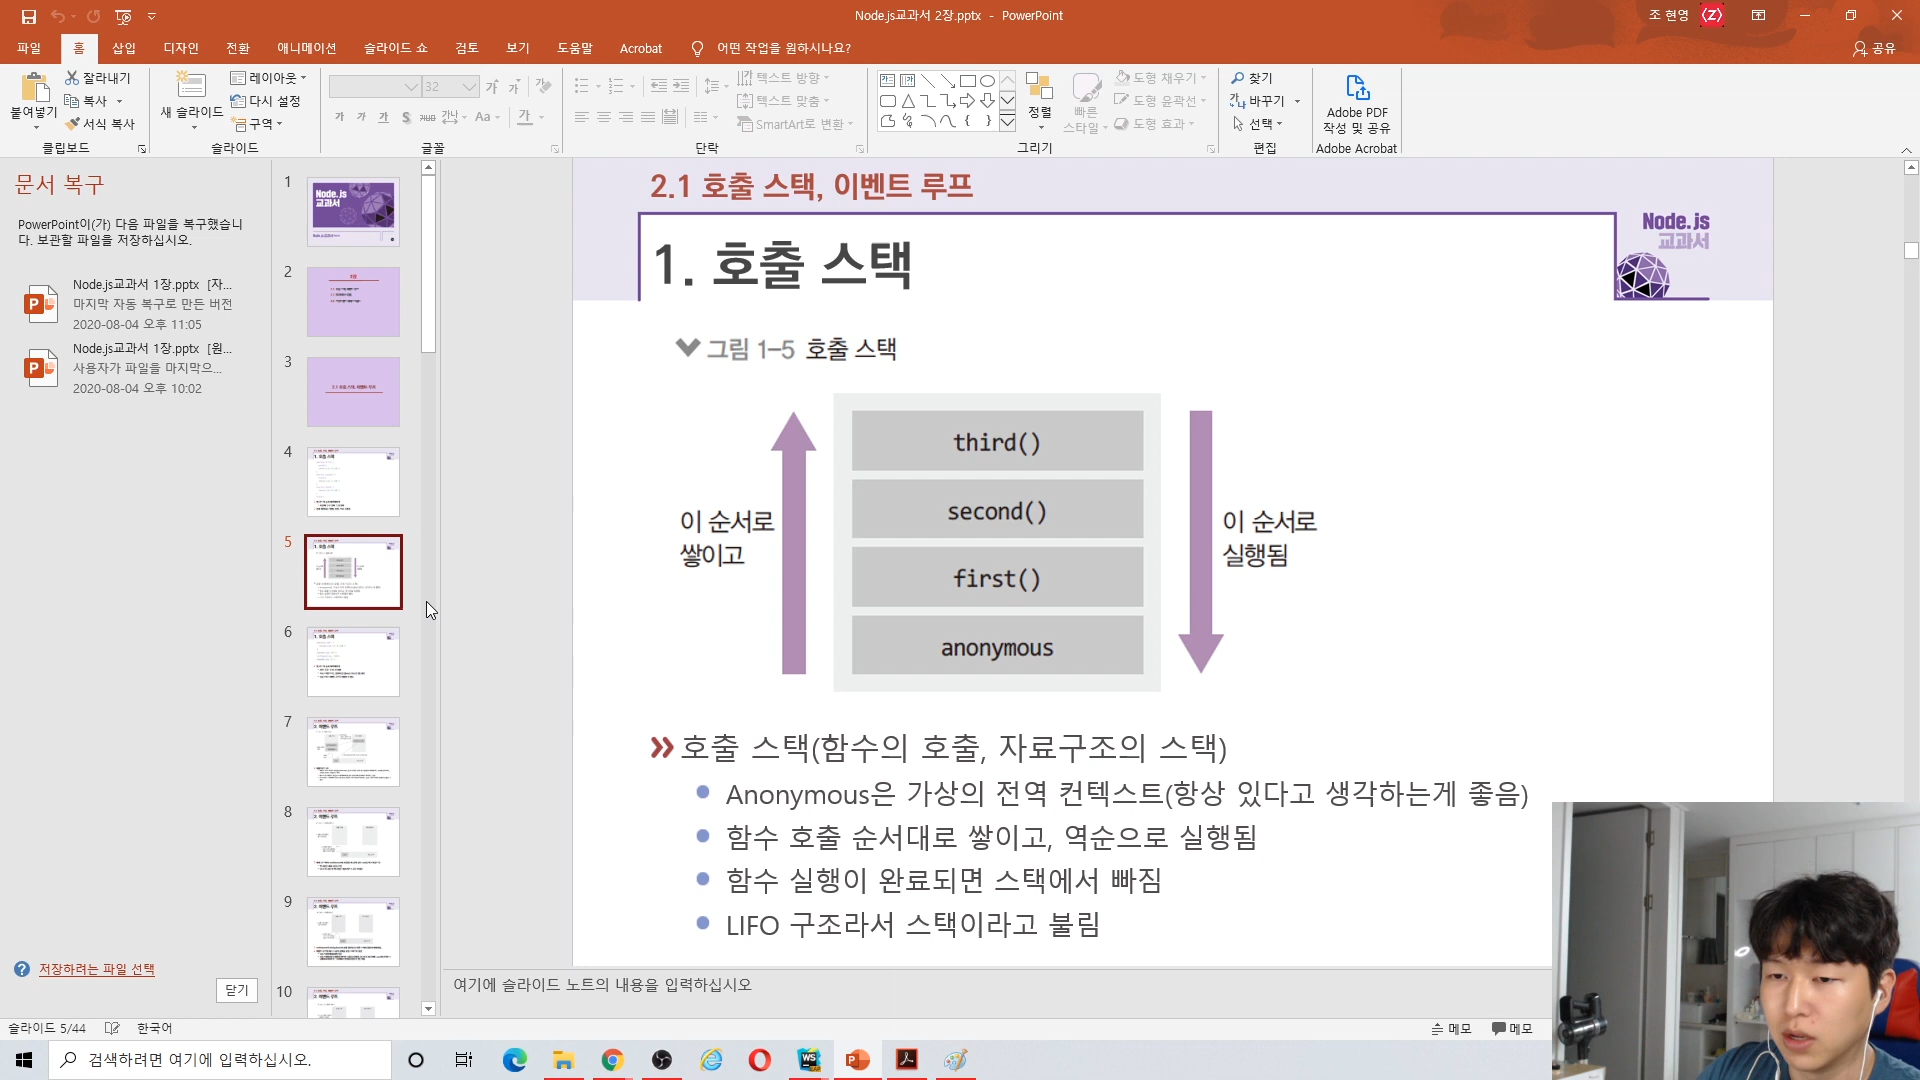 Node.js교과서 2장.pptx - PowerPoint
조 현영
파일
홈
삽입
디자인
전환
애니메이션
슬라이드 쇼
검토
보기
도움말
Acrobat
어떤 작업을 원하시나요?
공유
붙여넣기
잘라내기
복사
서식 복사
클립보드
새 슬라이드
레이아웃
다시 설정
구역
슬라이드
32
글꼴
텍스트 방향
텍스트 맞춤
SmartArt로 변환
단락
정렬
빠른
스타일
도형 채우기
도형 윤곽선
도형 효과
그리기
찾기
바꾸기
선택
편집
Adobe PDF
작성 및 공유
Adobe Acrobat
문서 복구
PowerPoint이(가) 다음 파일을 복구했습니
다. 보관할 파일을 저장하십시오.
Node.js교과서 1장.pptx [자...
마지막 자동 복구로 만든 버전
2020-08-04 오후 11:05
Node.js교과서 1장.pptx [원...
사용자가 파일을 마지막으...
2020-08-04 오후 10:02
저장하려는 파일 선택
닫기
1
Node.js
교과서
2
3
4
5
6
7
8
9
10
2.1 호출 스택, 이벤트 루프
Node.js
교과서
1. 호출 스택
그림 1-5 호출 스택
third()
second()
first()
anonymous
이 순서로
쌓이고
이 순서로
실행됨
호출 스택(함수의 호출, 자료구조의 스택)
Anonymous은 가상의 전역 컨텍스트(항상 있다고 생각하는게 좋음)
함수 호출 순서대로 쌓이고, 역순으로 실행됨
함수 실행이 완료되면 스택에서 빠짐
LIFO 구조라서 스택이라고 불림
여기에 슬라이드 노트의 내용을 입력하십시오
슬라이드 5/44
한국어
메모
메모
검색하려면 여기에 입력하십시오.